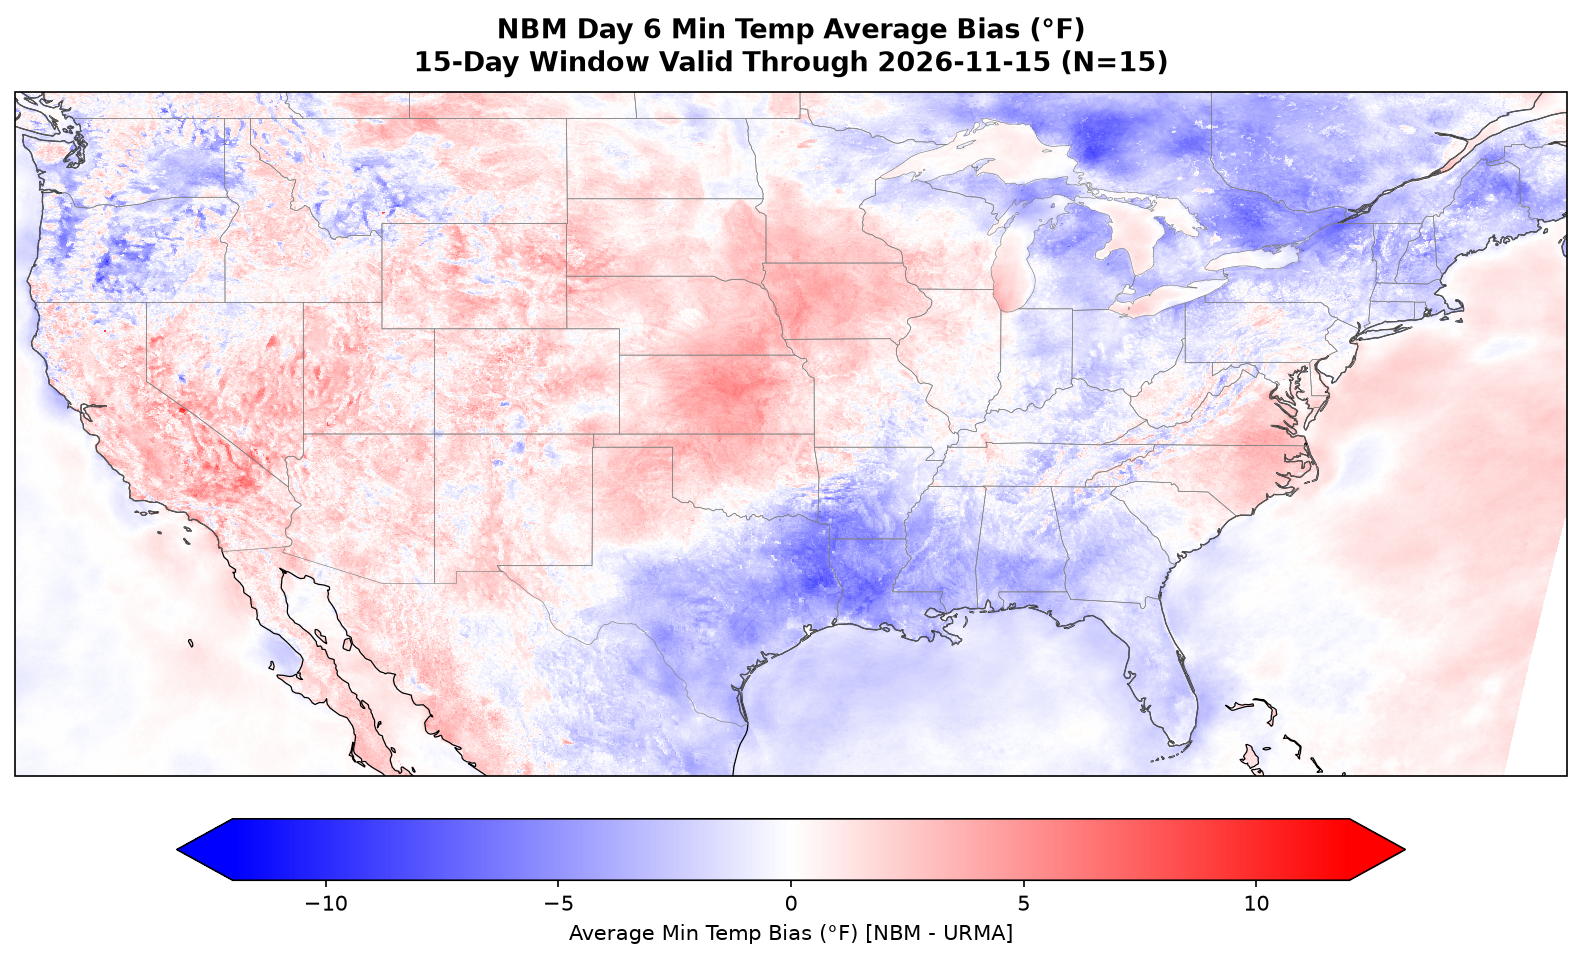 NBM Day 6 Min Temp Average Bias (°F)
15-Day Window Valid Through 2026-11-15 (N=15)
−10 −5 0 5 10
Average Min Temp Bias (°F) [NBM - URMA]